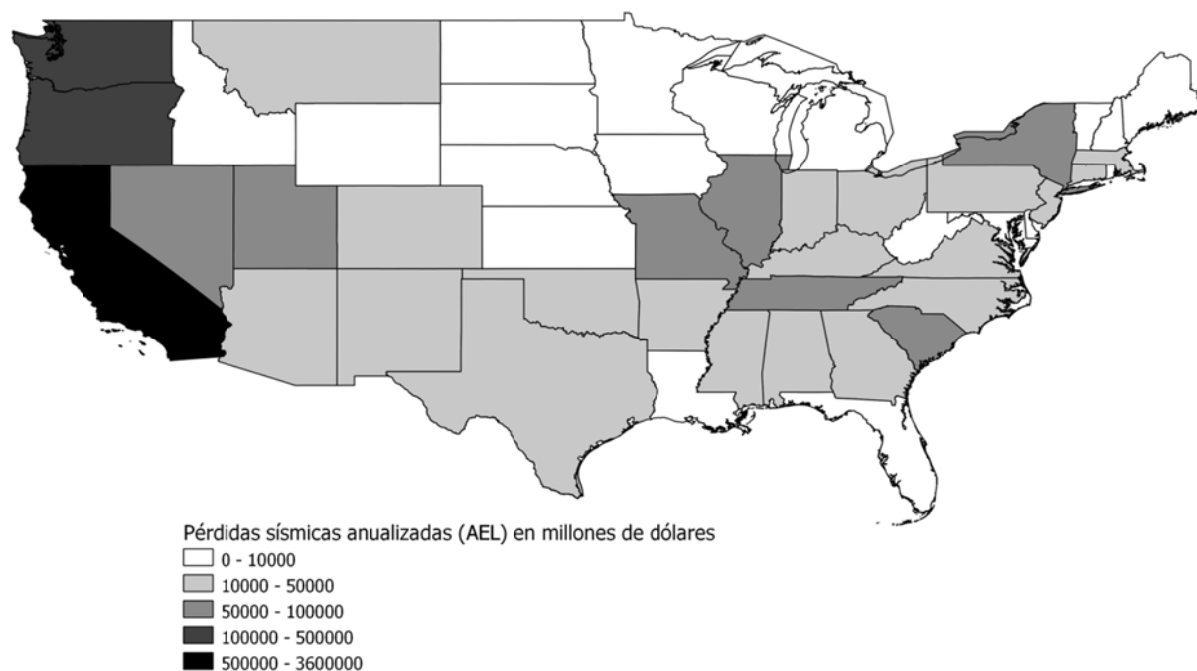 Pérdidas sísmicas anualizadas (AEL) en millones de dólares
0 - 10000
10000 - 50000
50000 - 100000
100000 - 500000
500000 - 3600000